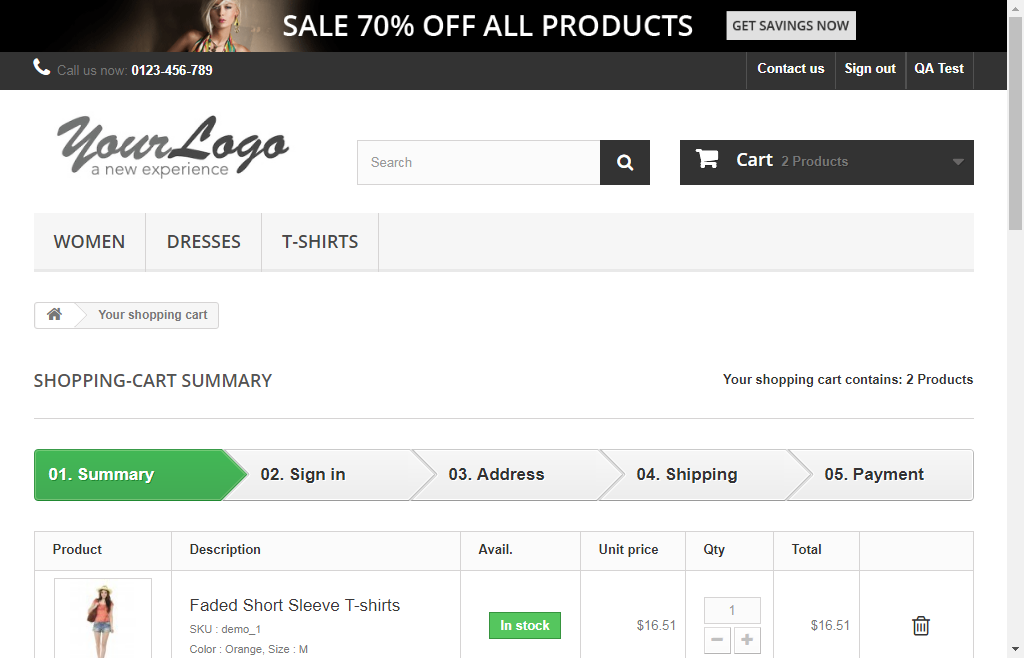 SALE 70% OFF ALL PRODUCTS GET SAVINGS NOW
Call us now: 0123-456-789 Contact us Sign out QA Test
YourLogo
a new experience
Search
Cart 2 Products
WOMEN DRESSES T-SHIRTS
Your shopping cart
SHOPPING-CART SUMMARY Your shopping cart contains: 2 Products
01. Summary 02. Sign in 03. Address 04. Shipping 05. Payment
Product Description Avail. Unit price Qty Total
Faded Short Sleeve T-shirts
SKU : demo_1
Color : Orange, Size : M
In stock $16.51 1 $16.51